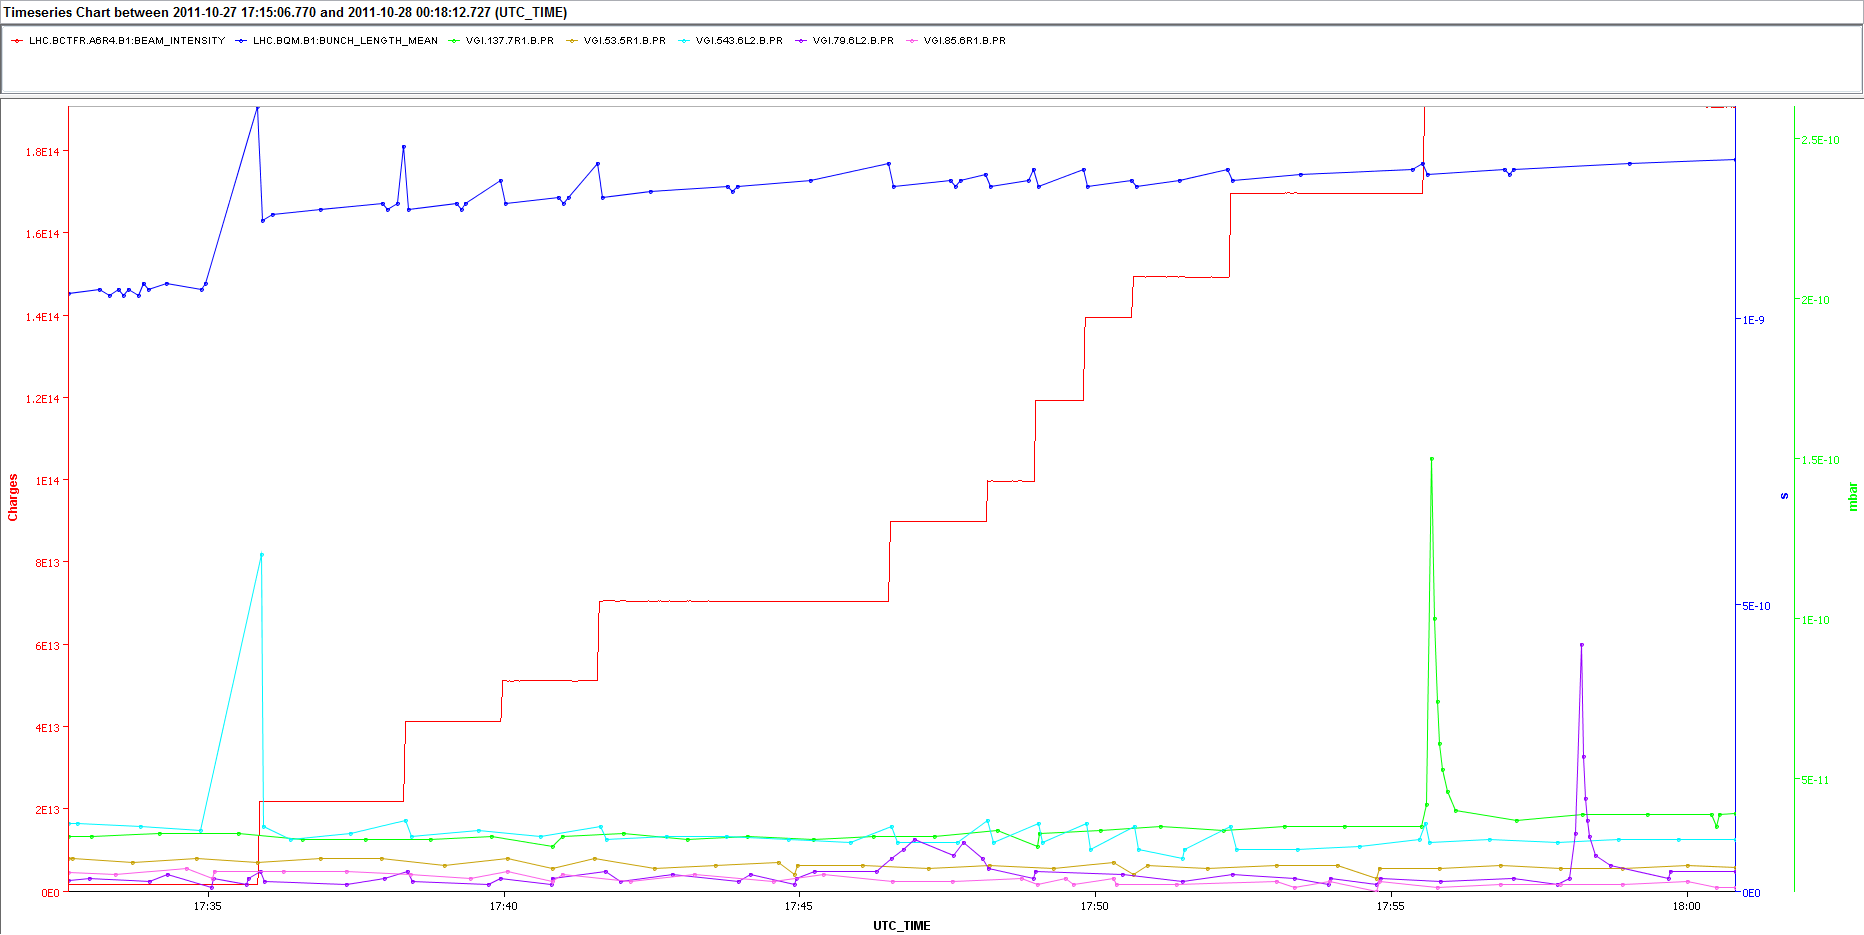 Timeseries Chart between 2011-10-27 17:15:06.770 and 2011-10-28 00:18:12.727 (UTC_TIME)
LHC.BCTFR.A6R4.B1:BEAM_INTENSITY LHC.BQM.B1:BUNCH_LENGTH_MEAN VGI.137.7R1.B.PR VGI.53.5R1.B.PR VGI.543.6L2.B.PR VGI.79.6L2.B.PR VGI.85.6R1.B.PR
Charges
1.8E14
1.6E14
1.4E14
1.2E14
1E14
8E13
6E13
4E13
2E13
0E0
1E-9
5E-10
0E0
s
2.5E-10
2E-10
1.5E-10
1E-10
5E-11
mbar
17:35 17:40 17:45 17:50 17:55 18:00
UTC_TIME